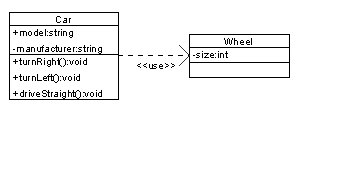 Car
+model:string
-manufacturer:string
+turnRight():void
+turnLeft():void
+driveStraight():void
<<use>>
Wheel
-size:int